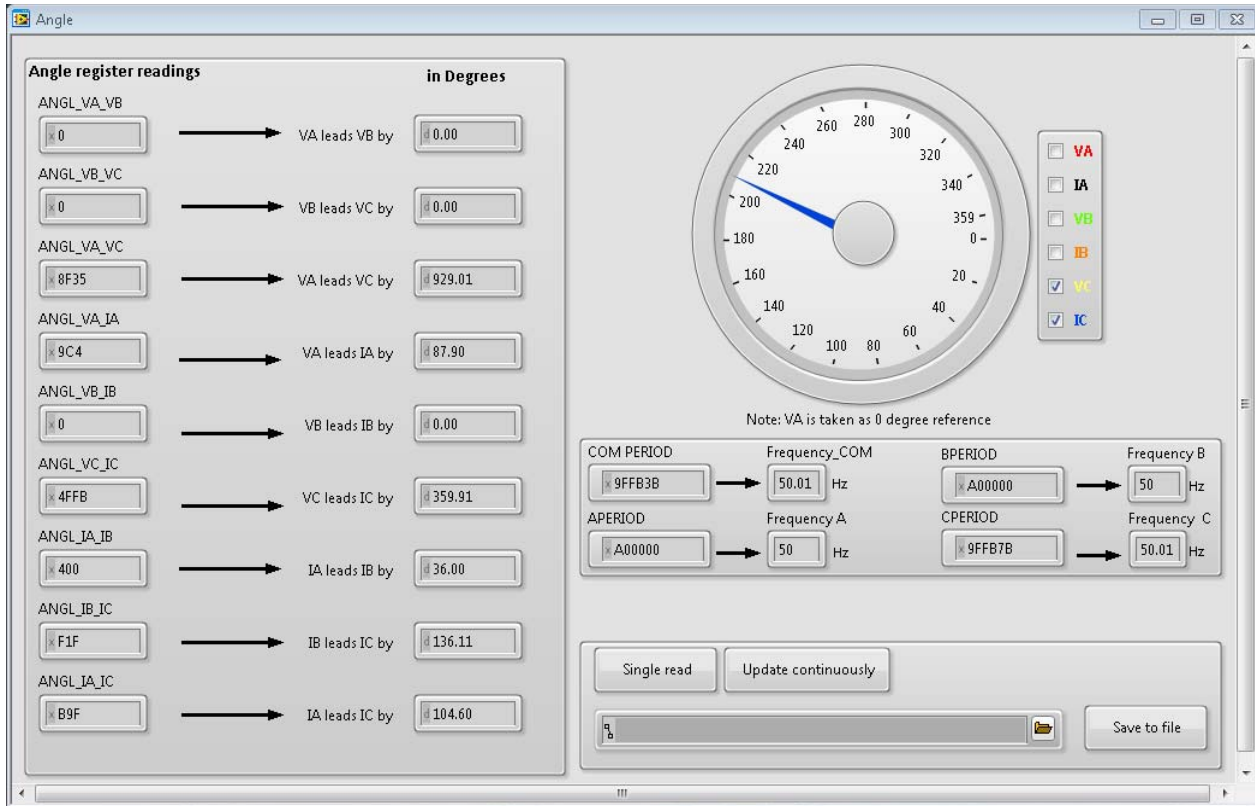 Angle
Angle register readings
in Degrees
ANGL_VA_VB
x 0
VA leads VB by
d 0.00
ANGL_VB_VC
x 0
VB leads VC by
d 0.00
ANGL_VA_VC
x 8F35
VA leads VC by
d 929.01
ANGL_VA_IA
x 9C4
VA leads IA by
d 87.90
ANGL_VB_IB
x 0
VB leads IB by
d 0.00
ANGL_VC_IC
x 4FFB
VC leads IC by
d 359.91
ANGL_IA_IB
x 400
IA leads IB by
d 36.00
ANGL_IB_IC
x F1F
IB leads IC by
d 136.11
ANGL_IA_IC
x B9F
IA leads IC by
d 104.60
0
20
40
60
80
100
120
140
160
180
200
220
240
260
280
300
320
340
359
VA
IA
VB
IB
VC
IC
Note: VA is taken as 0 degree reference
COM PERIOD
x 9FFB3B
Frequency_COM
50.01 Hz
BPERIOD
x A00000
Frequency B
50 Hz
APERIOD
x A00000
Frequency A
50 Hz
CPERIOD
x 9FFB7B
Frequency C
50.01 Hz
Single read
Update continuously
Save to file